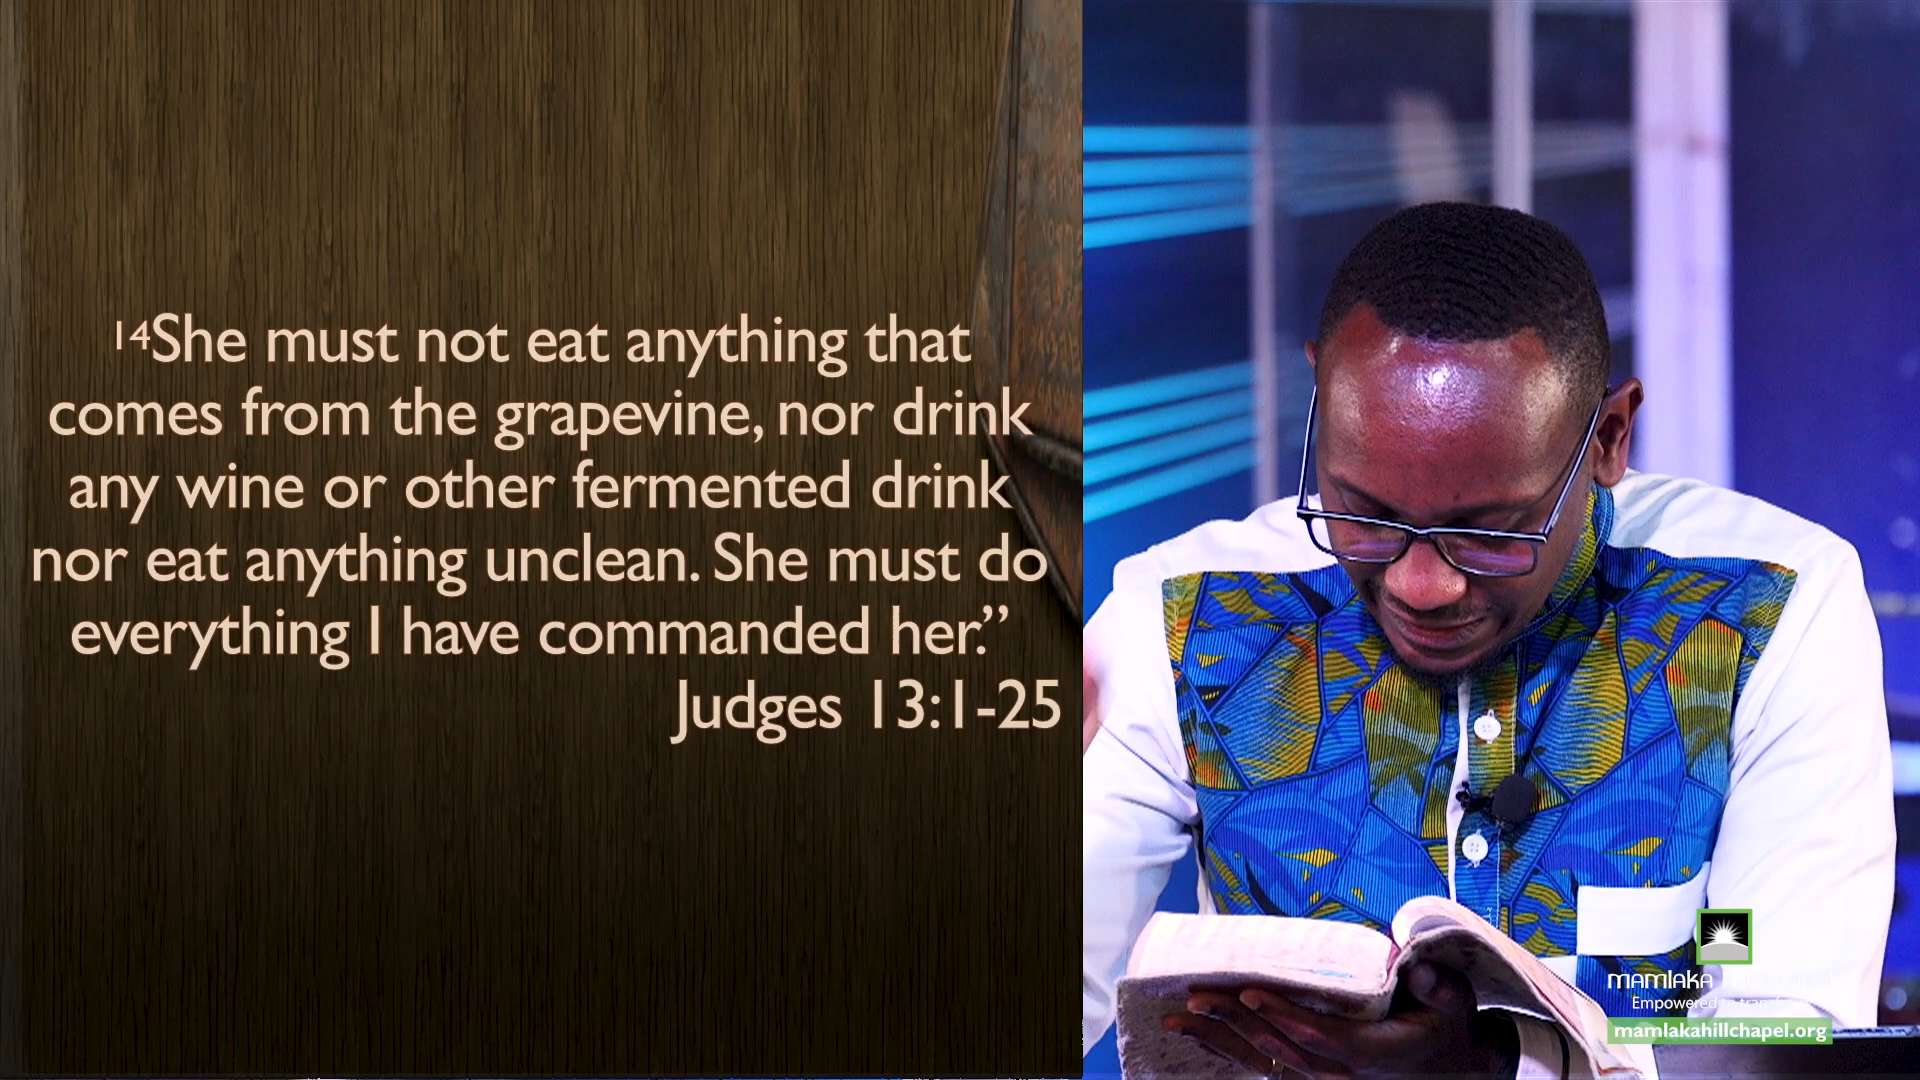 14She must not eat anything that
comes from the grapevine, nor drink
any wine or other fermented drink
nor eat anything unclean. She must do
everything I have commanded her.”
Judges 13:1-25
mamlaka
Empowered to
mamlakahillchapel.org